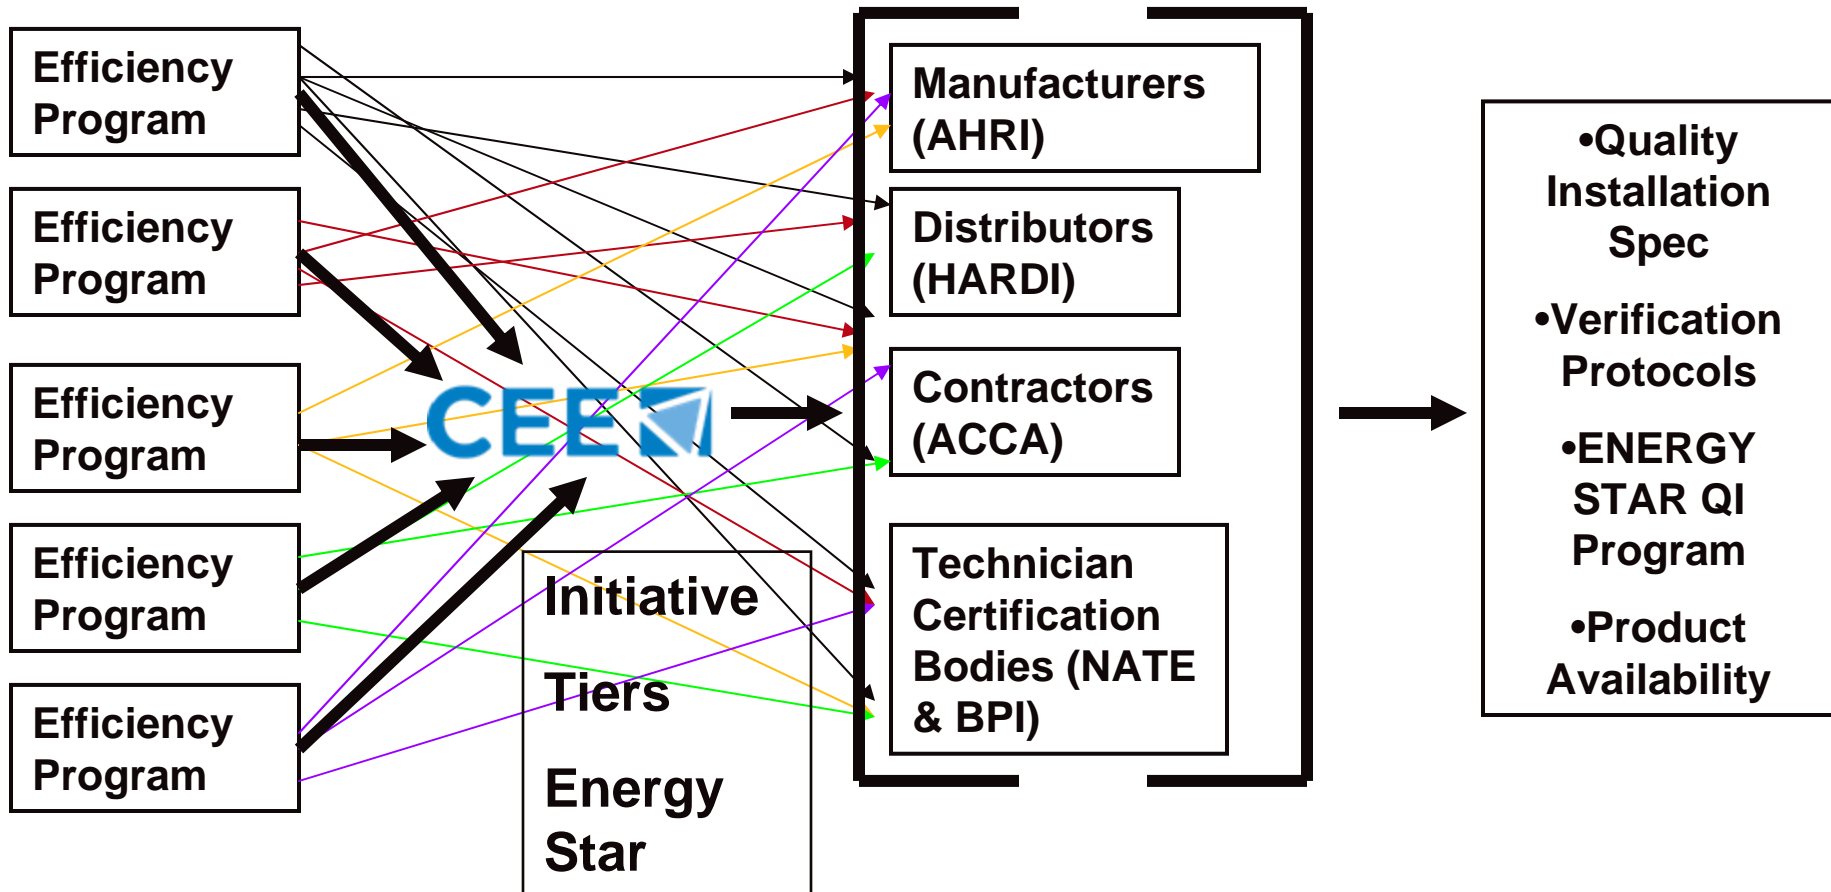 Efficiency
Program
Efficiency
Program
Efficiency
Program
Efficiency
Program
Efficiency
Program
CEE
Initiative
Tiers
Energy
Star
Manufacturers
(AHRI)
Distributors
(HARDI)
Contractors
(ACCA)
Technician
Certification
Bodies (NATE
& BPI)
•Quality
Installation
Spec
•Verification
Protocols
•ENERGY
STAR QI
Program
•Product
Availability